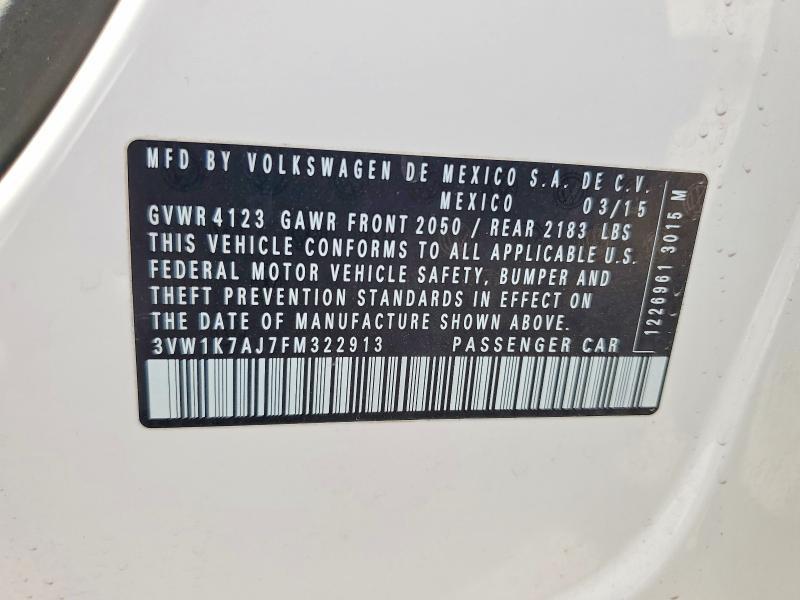 MFD BY VOLKSWAGEN DE MEXICO S.A. DE C.V.
MEXICO 03/15
GVWR 4123 GAWR FRONT 2050 / REAR 2183 LBS
THIS VEHICLE CONFORMS TO ALL APPLICABLE U.S.
FEDERAL MOTOR VEHICLE SAFETY, BUMPER AND
THEFT PREVENTION STANDARDS IN EFFECT ON
THE DATE OF MANUFACTURE SHOWN ABOVE.
3VW1K7AJ7FM322913 PASSENGER CAR
1226961 3015 M